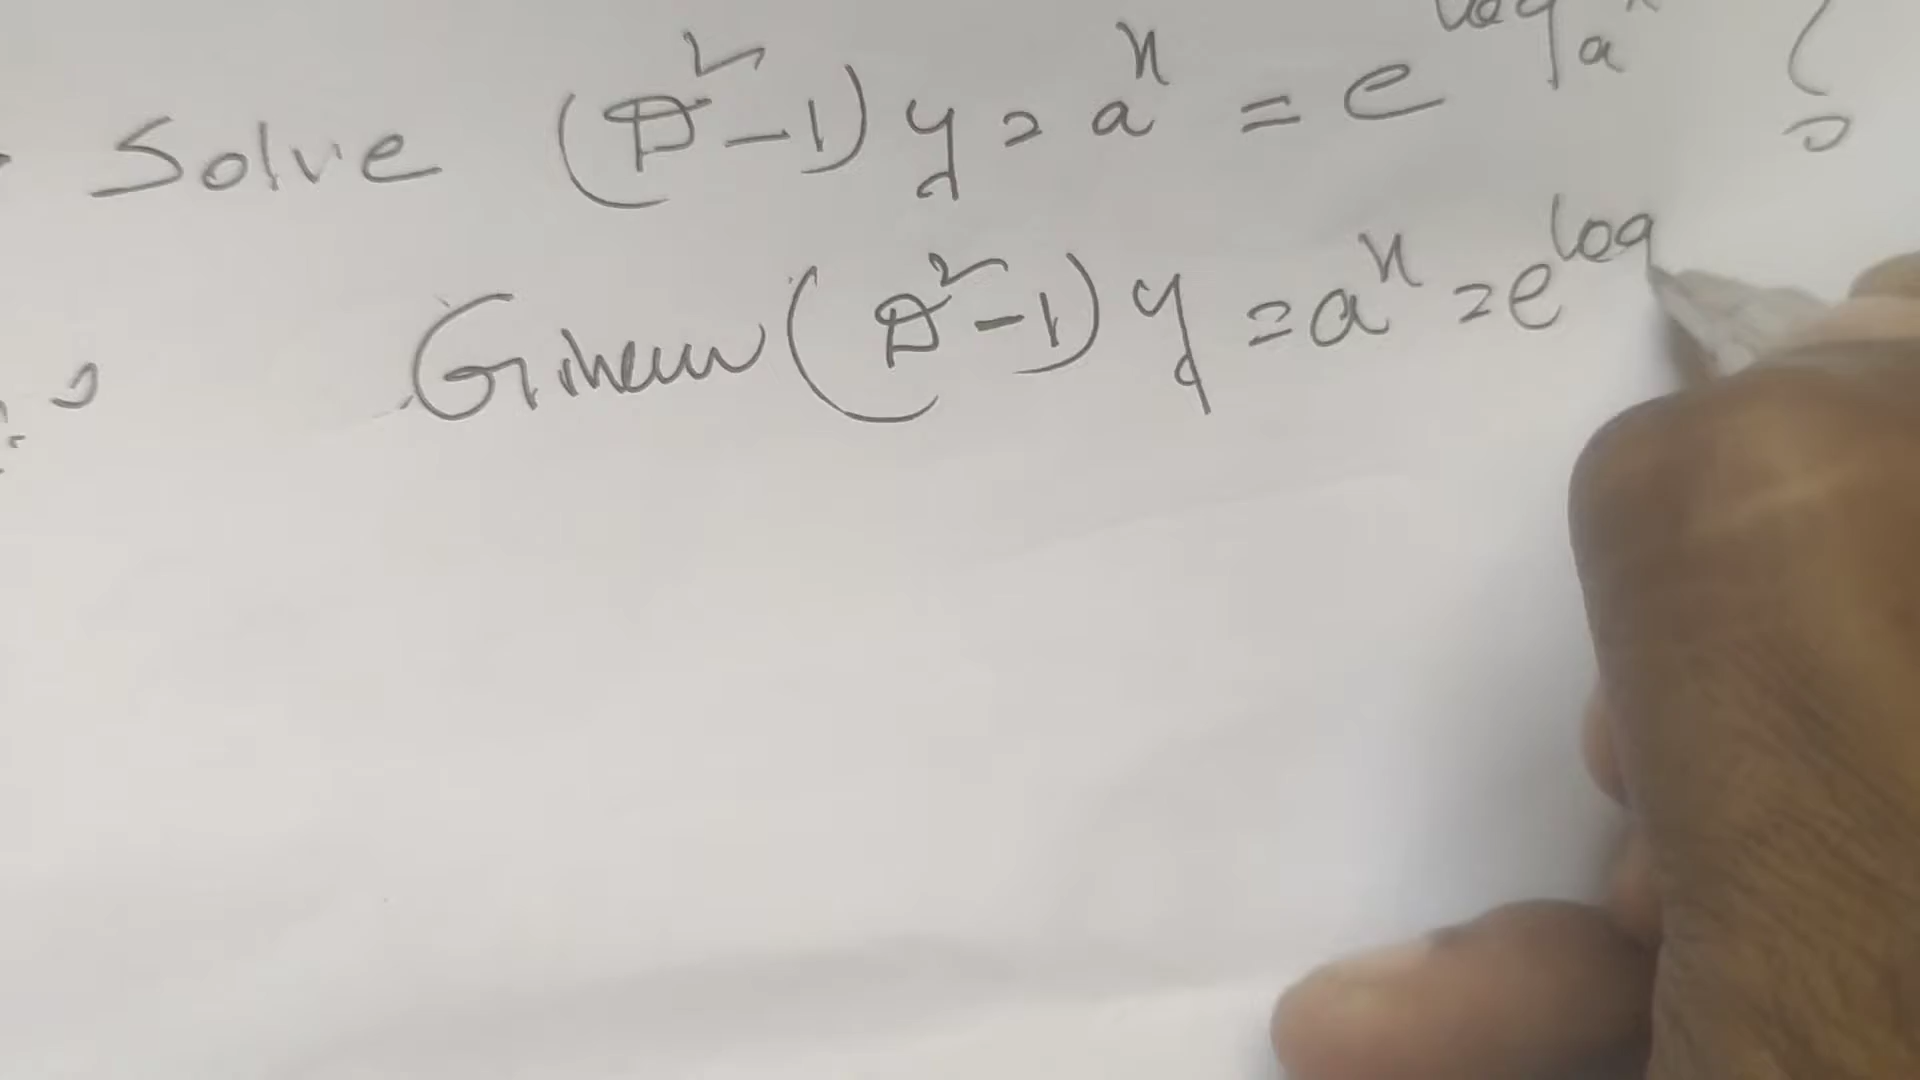 Solve (D²-1)y = aˣ = e^log aˣ ?
Given (D²-1)y = aˣ = e^log